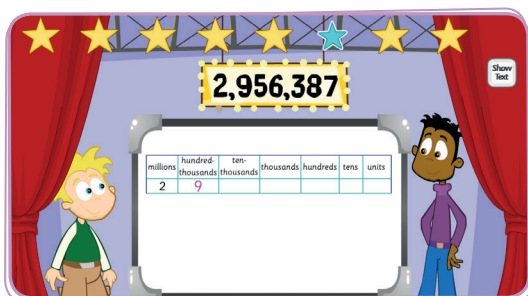 Show
Text
2,956,387
millions hundred-thousands ten-thousands thousands hundreds tens units
2 9